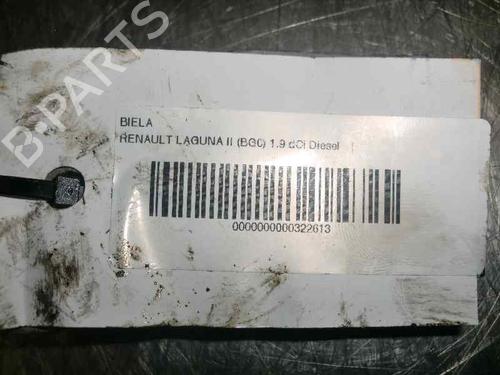 B-PARTS
BIELA
RENAULT LAGUNA II (BG0) 1.9 dCi Diesel
0000000000322613